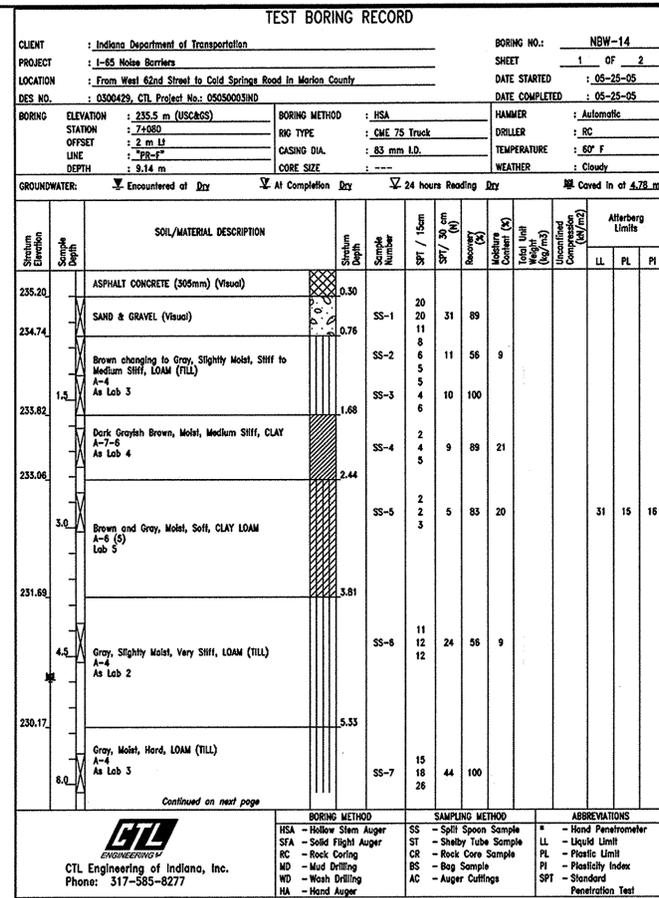 TEST BORING RECORD
CLIENT : Indiana Department of Transportation
BORING NO.: NBW-14
PROJECT : I-65 Noise Barriers
SHEET 1 OF 2
LOCATION : From West 62nd Street to Cold Springs Road in Marion County
DATE STARTED : 05-25-05
DES NO. : 0300429, CTL Project No.: 05050003IND
DATE COMPLETED : 05-25-05
BORING ELEVATION : 235.5 m (USC&GS) BORING METHOD : HSA HAMMER : Automatic
STATION : 7+080 RIG TYPE : CME 75 Truck DRILLER : RC
OFFSET : 2 m Lt CASING DIA. : 83 mm I.D. TEMPERATURE : 60° F
LINE : "PR-F" CORE SIZE : --- WEATHER : Cloudy
DEPTH : 9.14 m
GROUNDWATER: Encountered at Dry At Completion Dry 24 hours Reading Dry Caved in at 4.78 m
Stratum Elevation Sample Depth SOIL/MATERIAL DESCRIPTION Stratum Depth Sample Number SPT / 15cm SPT/ 30 cm (N) Recovery (%) Moisture Content (%) Total Unit Weight (kg/m3) Unconfined Compression (kN/m2) Atterberg Limits LL PL PI
235.20 ASPHALT CONCRETE (305mm) (Visual) 0.30
20
SAND & GRAVEL (Visual) SS-1 20 31 89
234.74 0.76 11
8
Brown changing to Gray, Slightly Moist, Stiff to SS-2 6 11 56 9
Medium Stiff, LOAM (FILL) 5
A-4 5
1.5 As Lab 3 SS-3 4 10 100
233.82 1.68 6
Dark Grayish Brown, Moist, Medium Stiff, CLAY 2
A-7-6 SS-4 4 9 89 21
As Lab 4 5
233.06 2.44
2
SS-5 2 5 83 20 31 15 16
3.0 Brown and Gray, Moist, Soft, CLAY LOAM 3
A-6 (5)
Lab 5
231.69 3.81
11
SS-6 12 24 56 9
4.5 Gray, Slightly Moist, Very Stiff, LOAM (TILL) 12
A-4
As Lab 2
230.17 5.33
Gray, Moist, Hard, LOAM (TILL)
A-4 15
As Lab 3 SS-7 18 44 100
6.0 26
Continued on next page
CTL
ENGINEERING
CTL Engineering of Indiana, Inc.
Phone: 317-585-8277
BORING METHOD
HSA - Hollow Stem Auger
SFA - Solid Flight Auger
RC - Rock Coring
MD - Mud Drilling
WD - Wash Drilling
HA - Hand Auger
SAMPLING METHOD
SS - Split Spoon Sample
ST - Shelby Tube Sample
CR - Rock Core Sample
BS - Bag Sample
AC - Auger Cuttings
ABBREVIATIONS
* - Hand Penetrometer
LL - Liquid Limit
PL - Plastic Limit
PI - Plasticity Index
SPT - Standard
Penetration Test